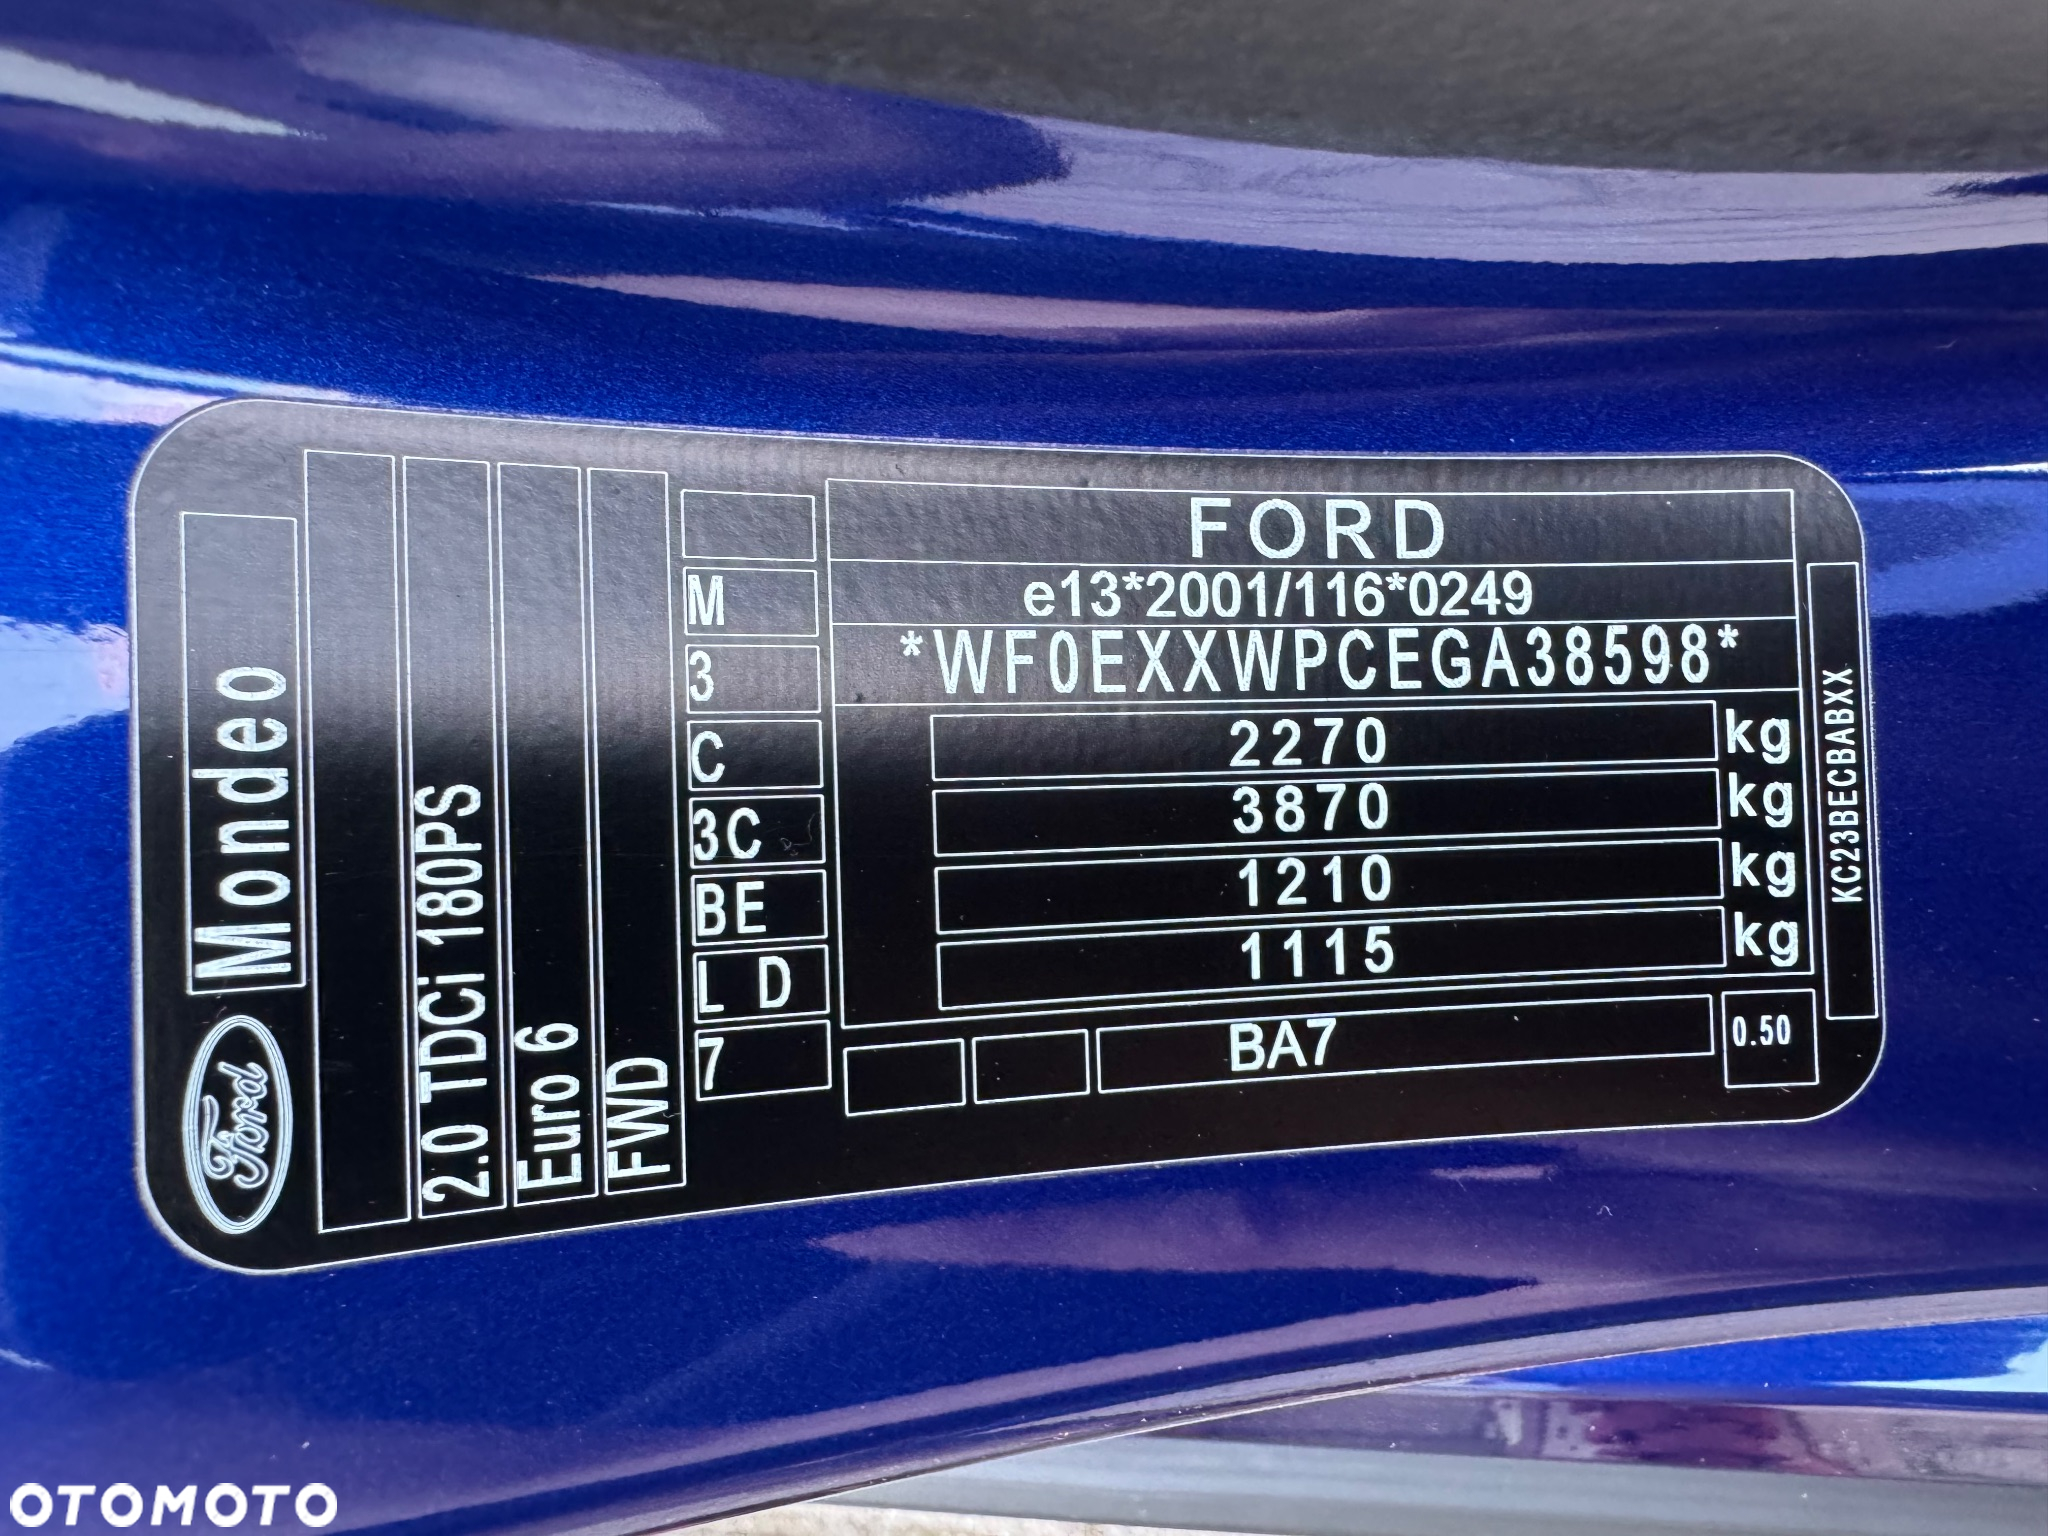 Ford
Mondeo
2.0 TDCi 180PS
Euro 6
FWD
M
3
C
3C
BE
L D
7
FORD
e13*2001/116*0249
*WF0EXXWPCEGA38598*
2270 kg
3870 kg
1210 kg
1115 kg
BA7
0.50
KC23BECBABXX
OTOMOTO